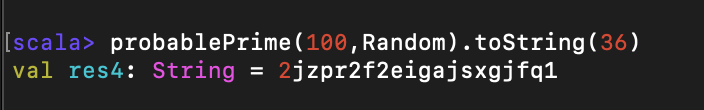 [scala> probablePrime(100,Random).toString(36)
val res4: String = 2jzpr2f2eigajsxgjfq1